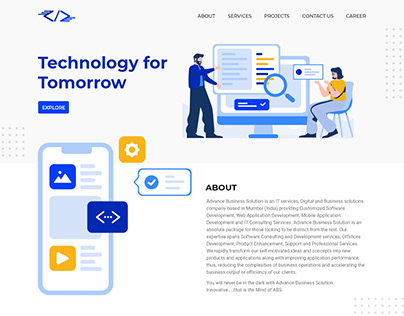 ABOUT SERVICES PROJECTS CONTACT US CAREER
Technology for
Tomorrow
EXPLORE
ABOUT
Advance Business Solution is an IT services, Digital and Business solutions
company based in Mumbai (India) providing Customized Software
Development, Web Application Development, Mobile Application
Development and IT Consulting Services. Advance Business Solution is an
absolute package for those looking to be distinct from the rest. Our
expertise spans Software Consulting and Development services, Offshore
Development, Product Enhancement, Support and Professional Services.
We rapidly transform our self-motivated ideas and concepts into new
products and applications along with improving application performance,
thus, reducing the complexities of business operations and accelerating the
business output or efficiency of our clients.
You will never be in the dark with Advance Business Solution.
Innovative.....that is the Mind of ABS.